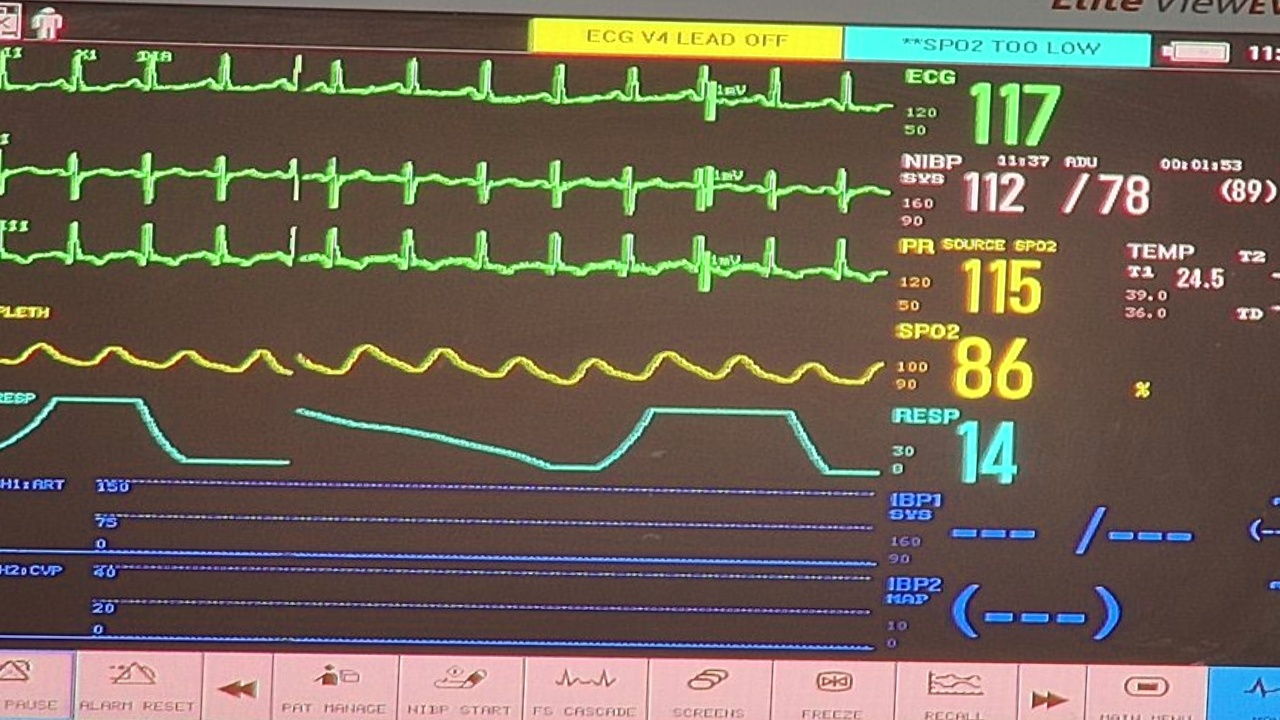 Elite ViewEV
ECG V4 LEAD OFF
**SPO2 TOO LOW
11:
II X1 DIA
1mV
ECG
120
50
117
I
1mV
NIBP 11:37 ADU 00:01:53
SYS
160
90
112 / 78 (89)
III
1mV
PR SOURCE SPO2
120
50
115
TEMP T2
T1 24.5
39.0
36.0 TD
PLETH
SPO2
100
90
86 %
RESP
RESP
30
0
14
H1:ART 150
75
0
IBP1
SYS
160
90
--- /--- (--
H2:CVP 40
20
0
IBP2
MAP
10
0
(---)
PAUSE
ALARM RESET
PAT MANAGE
NIBP START
FS CASCADE
SCREENS
FREEZE
RECALL
MAIN MENU